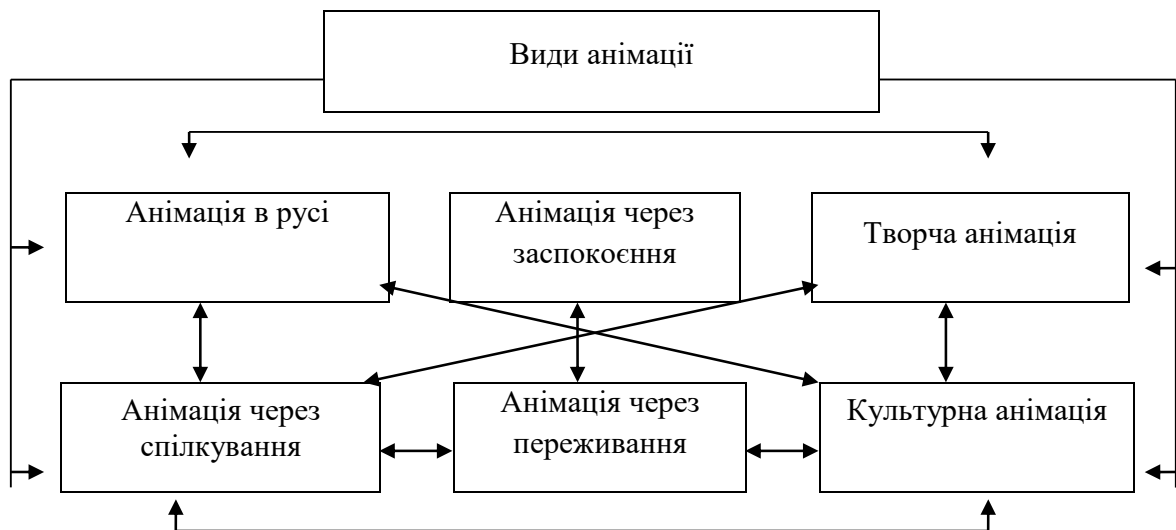 Види анімації
Анімація в русі
Анімація через
заспокоєння
Творча анімація
Анімація через
спілкування
Анімація через
переживання
Культурна анімація